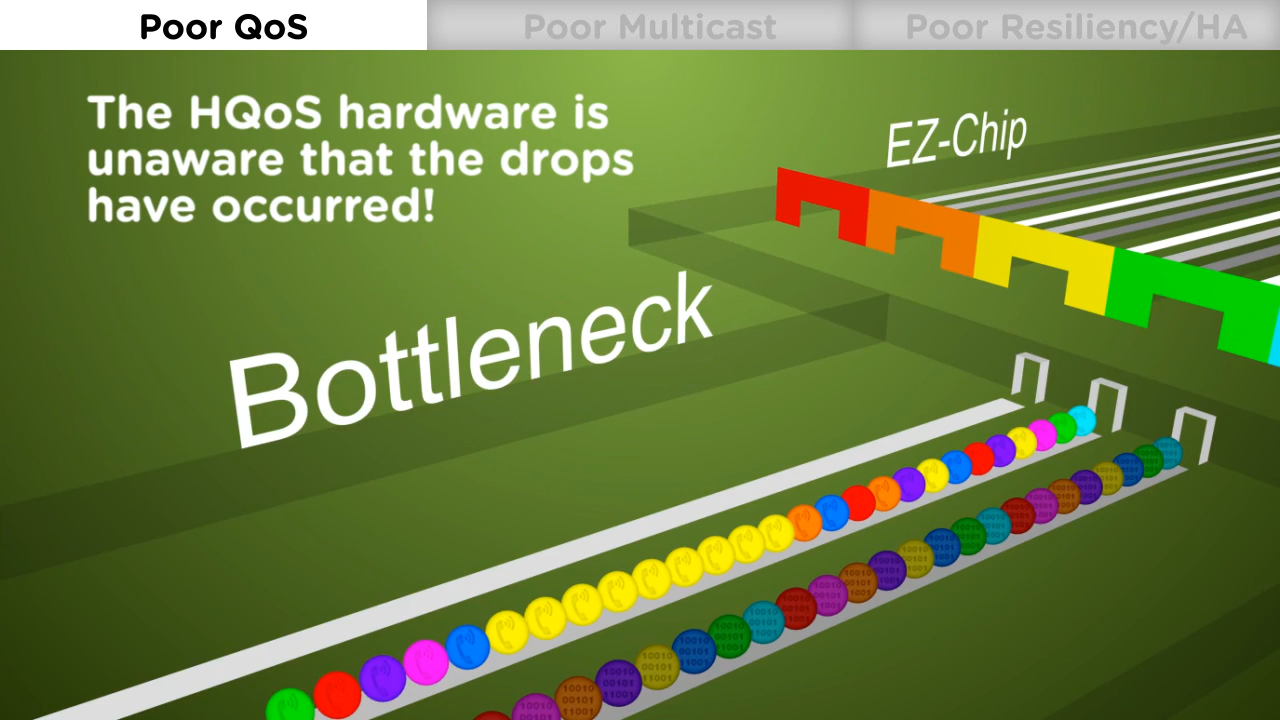 Poor QoS
Poor Multicast
Poor Resiliency/HA
The HQoS hardware is
unaware that the drops
have occurred!
EZ-Chip
Bottleneck